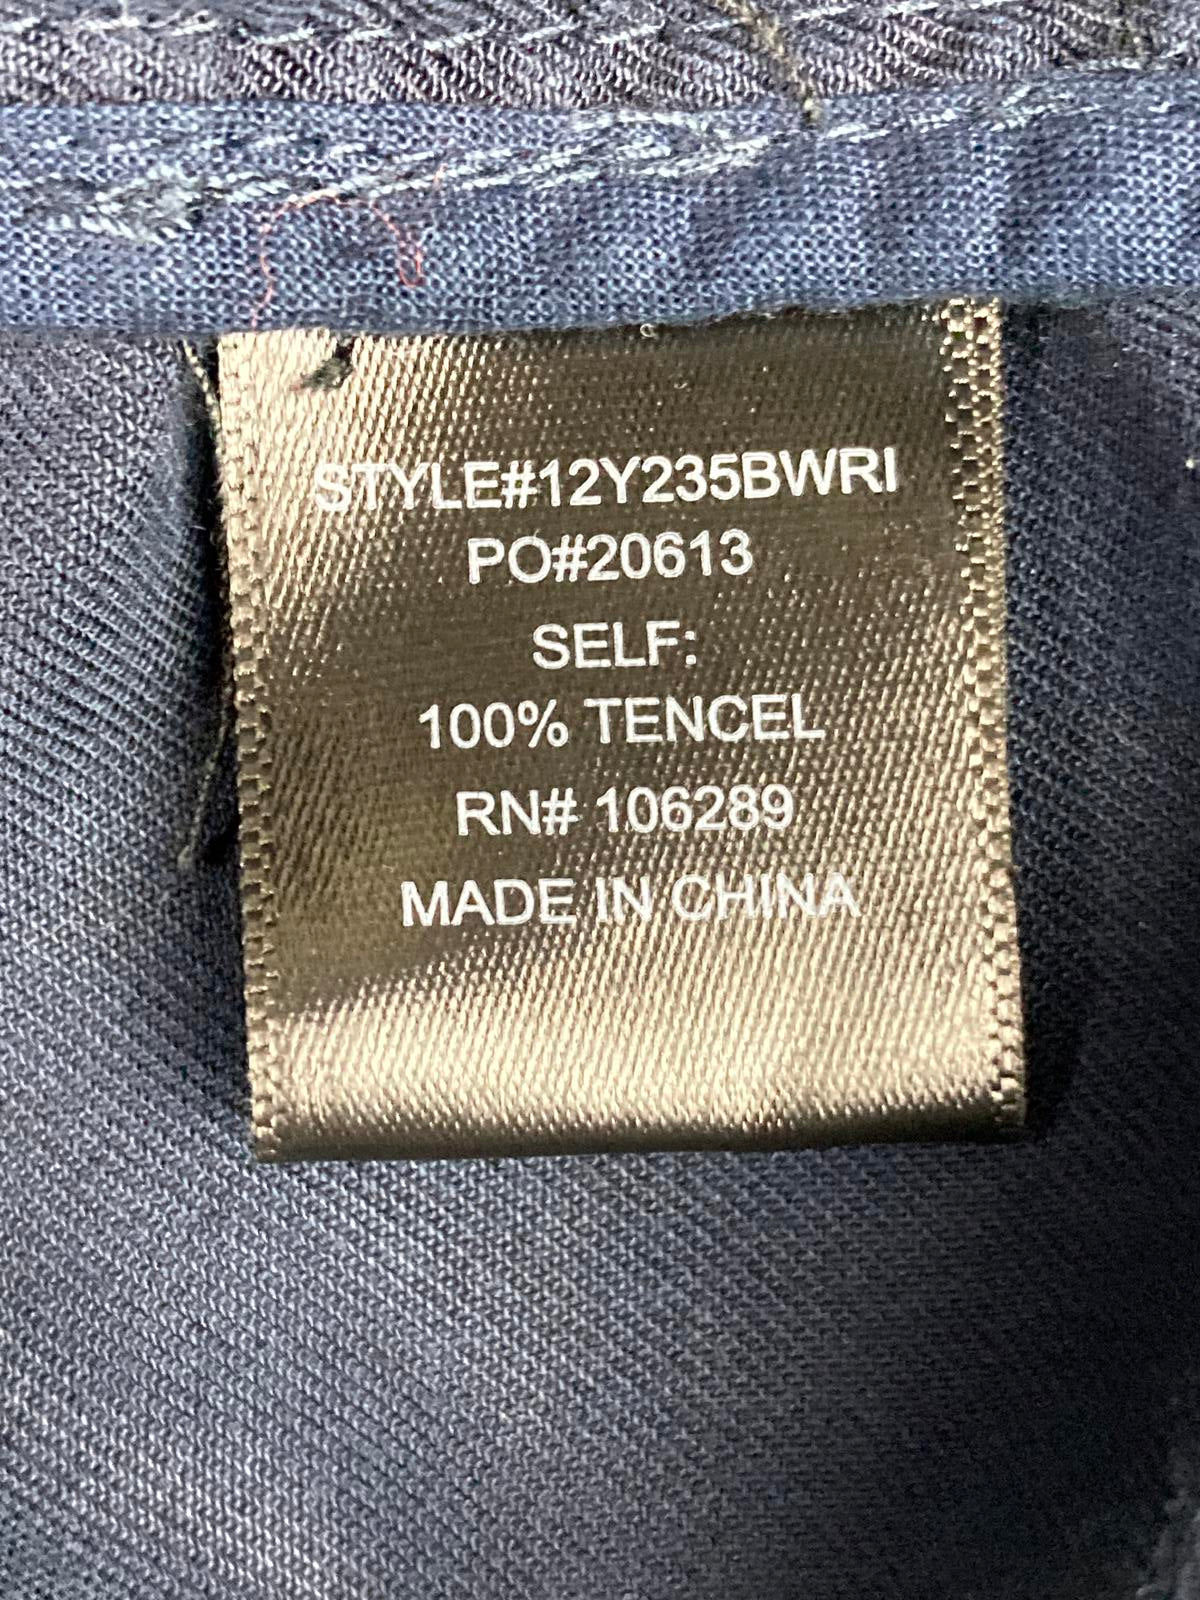 STYLE#12Y235BWRI
PO#20613
SELF:
100% TENCEL
RN# 106289
MADE IN CHINA